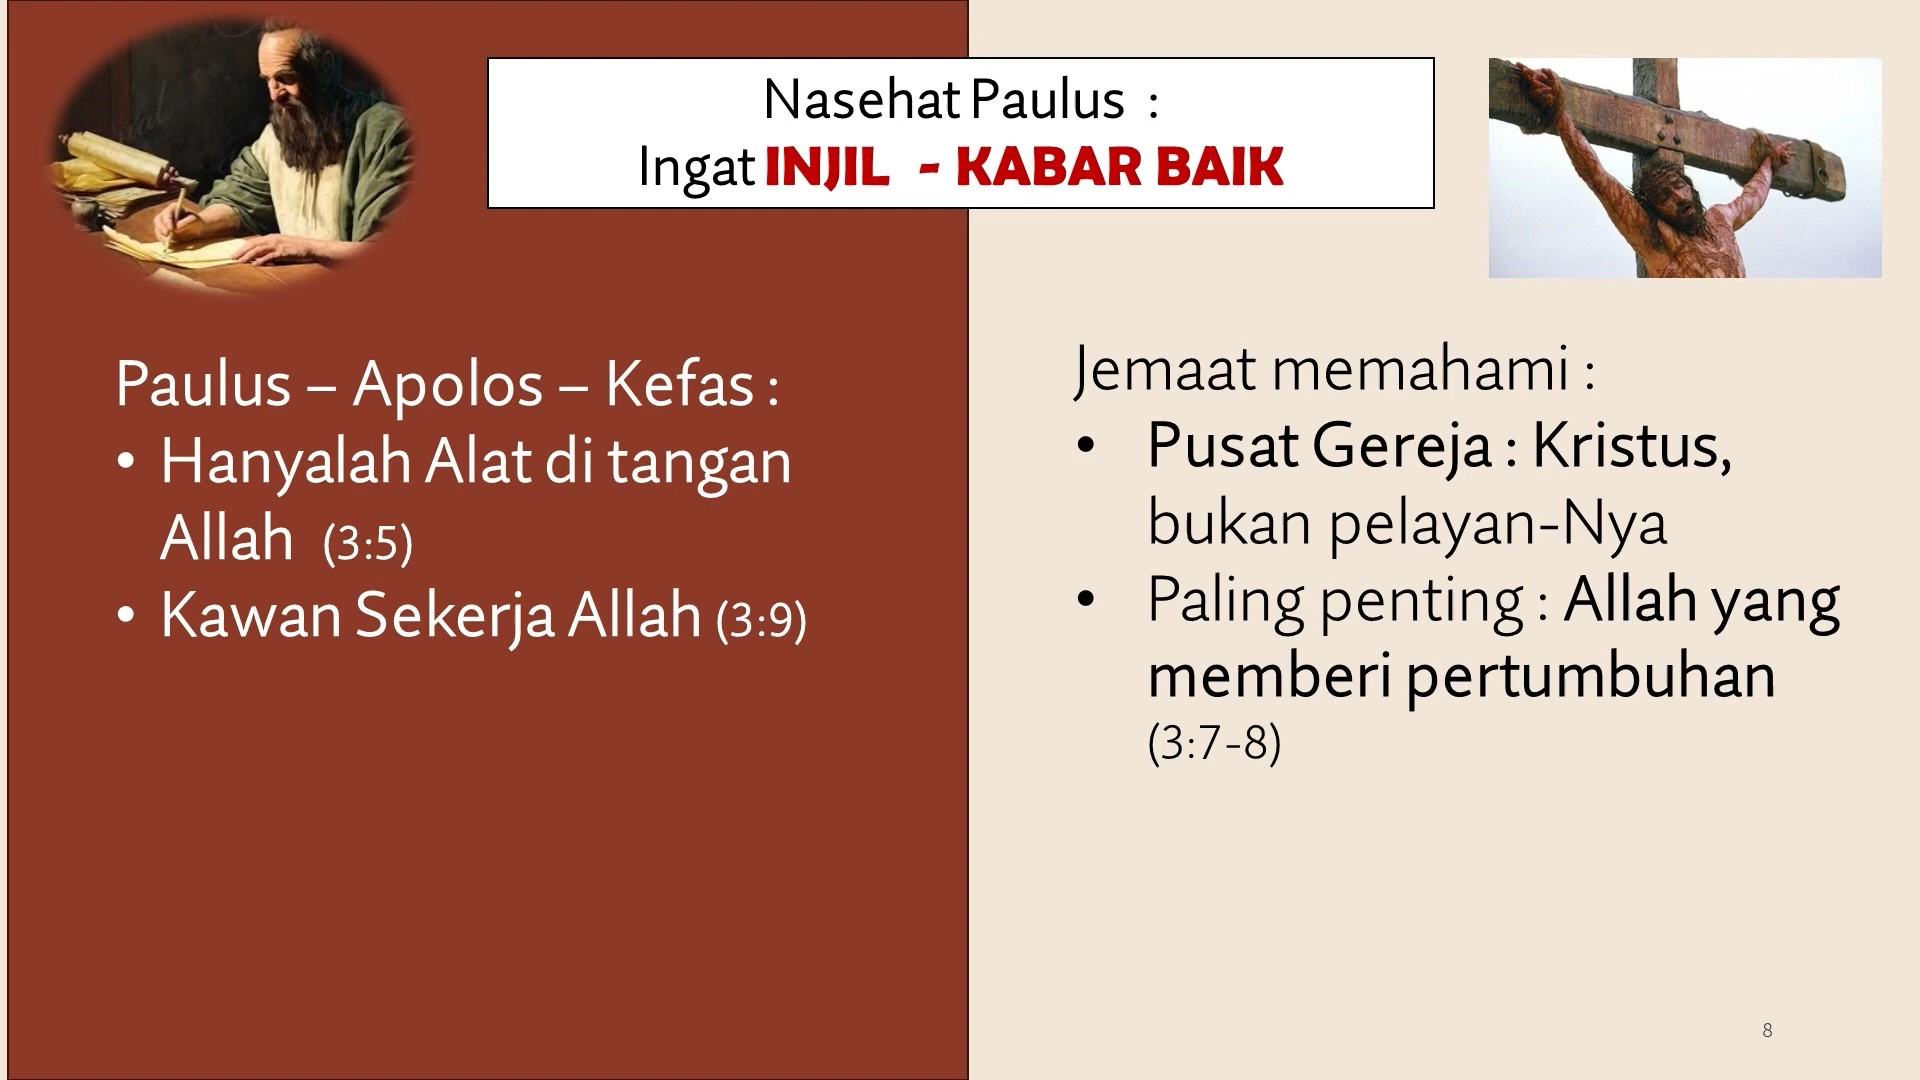 Nasehat Paulus :
Ingat INJIL - KABAR BAIK
Paulus – Apolos – Kefas :
• Hanyalah Alat di tangan
Allah (3:5)
• Kawan Sekerja Allah (3:9)
Jemaat memahami :
• Pusat Gereja : Kristus,
bukan pelayan-Nya
• Paling penting : Allah yang
memberi pertumbuhan
(3:7-8)
8